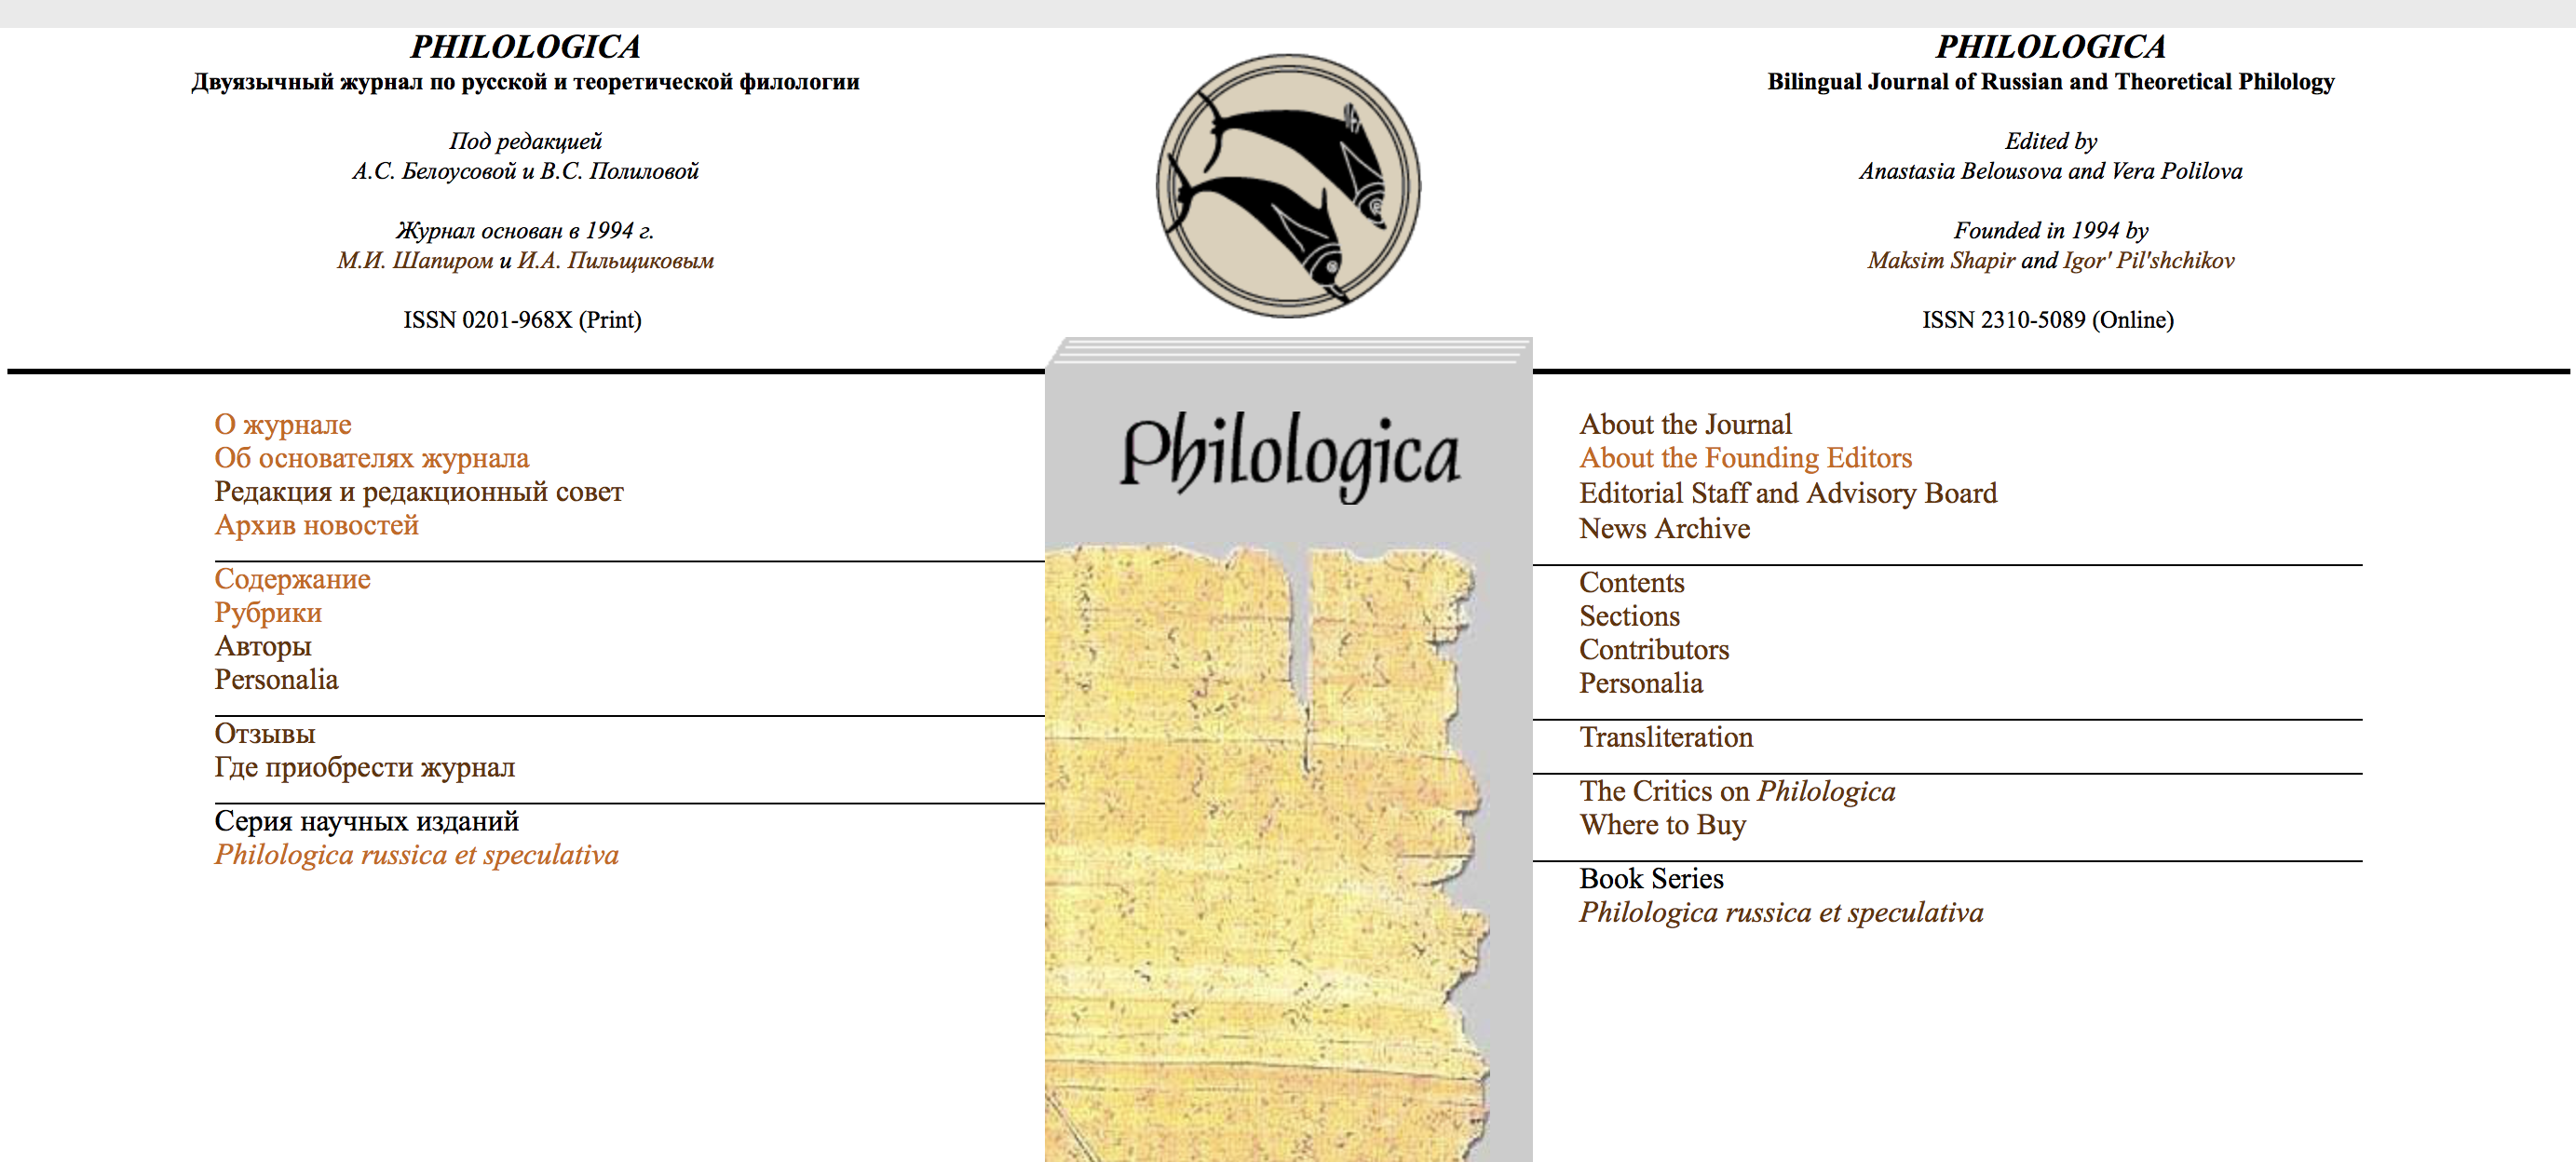 PHILOLOGICA
Двуязычный журнал по русской и теоретической филологии
Под редакцией
А.С. Белоусовой и В.С. Полиловой
Журнал основан в 1994 г.
М.И. Шапиром и И.А. Пильщиковым
ISSN 0201-968X (Print)
PHILOLOGICA
Bilingual Journal of Russian and Theoretical Philology
Edited by
Anastasia Belousova and Vera Polilova
Founded in 1994 by
Maksim Shapir and Igor' Pil'shchikov
ISSN 2310-5089 (Online)
О журнале
Об основателях журнала
Редакция и редакционный совет
Архив новостей
Содержание
Рубрики
Авторы
Personalia
Отзывы
Где приобрести журнал
Серия научных изданий
Philologica russica et speculativa
Philologica
About the Journal
About the Founding Editors
Editorial Staff and Advisory Board
News Archive
Contents
Sections
Contributors
Personalia
Transliteration
The Critics on Philologica
Where to Buy
Book Series
Philologica russica et speculativa